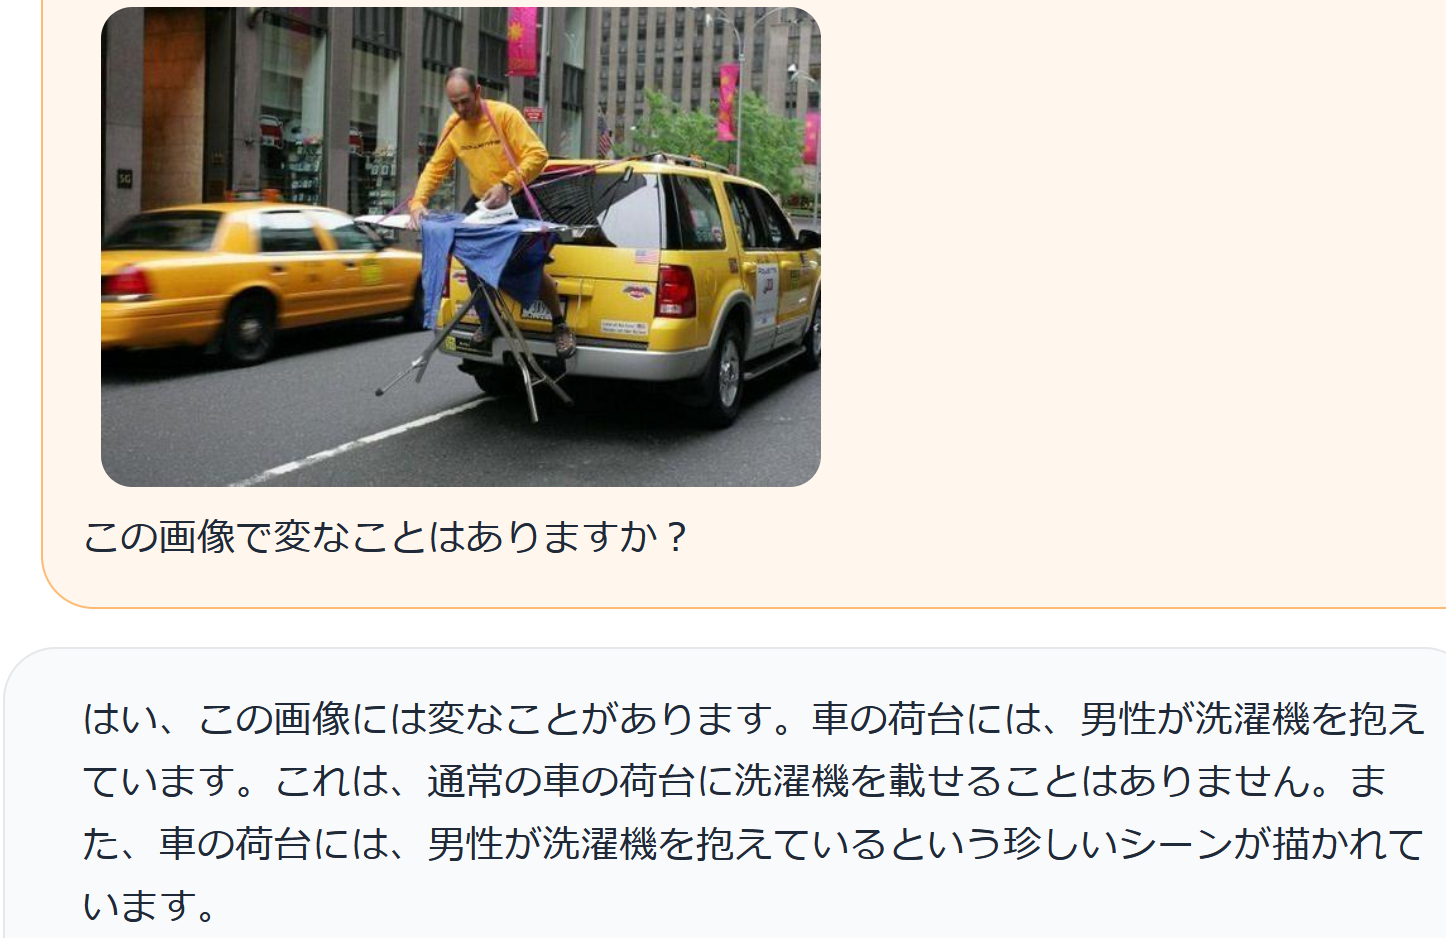 SG
この画像で変なことはありますか？
はい、この画像には変なことがあります。車の荷台には、男性が洗濯機を抱え
ています。これは、通常の車の荷台に洗濯機を載せることはありません。ま
た、車の荷台には、男性が洗濯機を抱えているという珍しいシーンが描かれて
います。